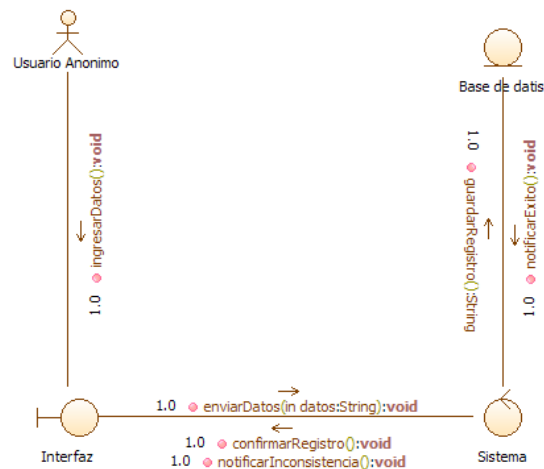 Usuario Anonimo
Base de datis
1.0 ingresarDatos():void
1.0 guardarRegistro():String
1.0 notificarExito():void
1.0 enviarDatos(in datos:String):void
1.0 confirmarRegistro():void
1.0 notificarInconsistencia():void
Interfaz
Sistema